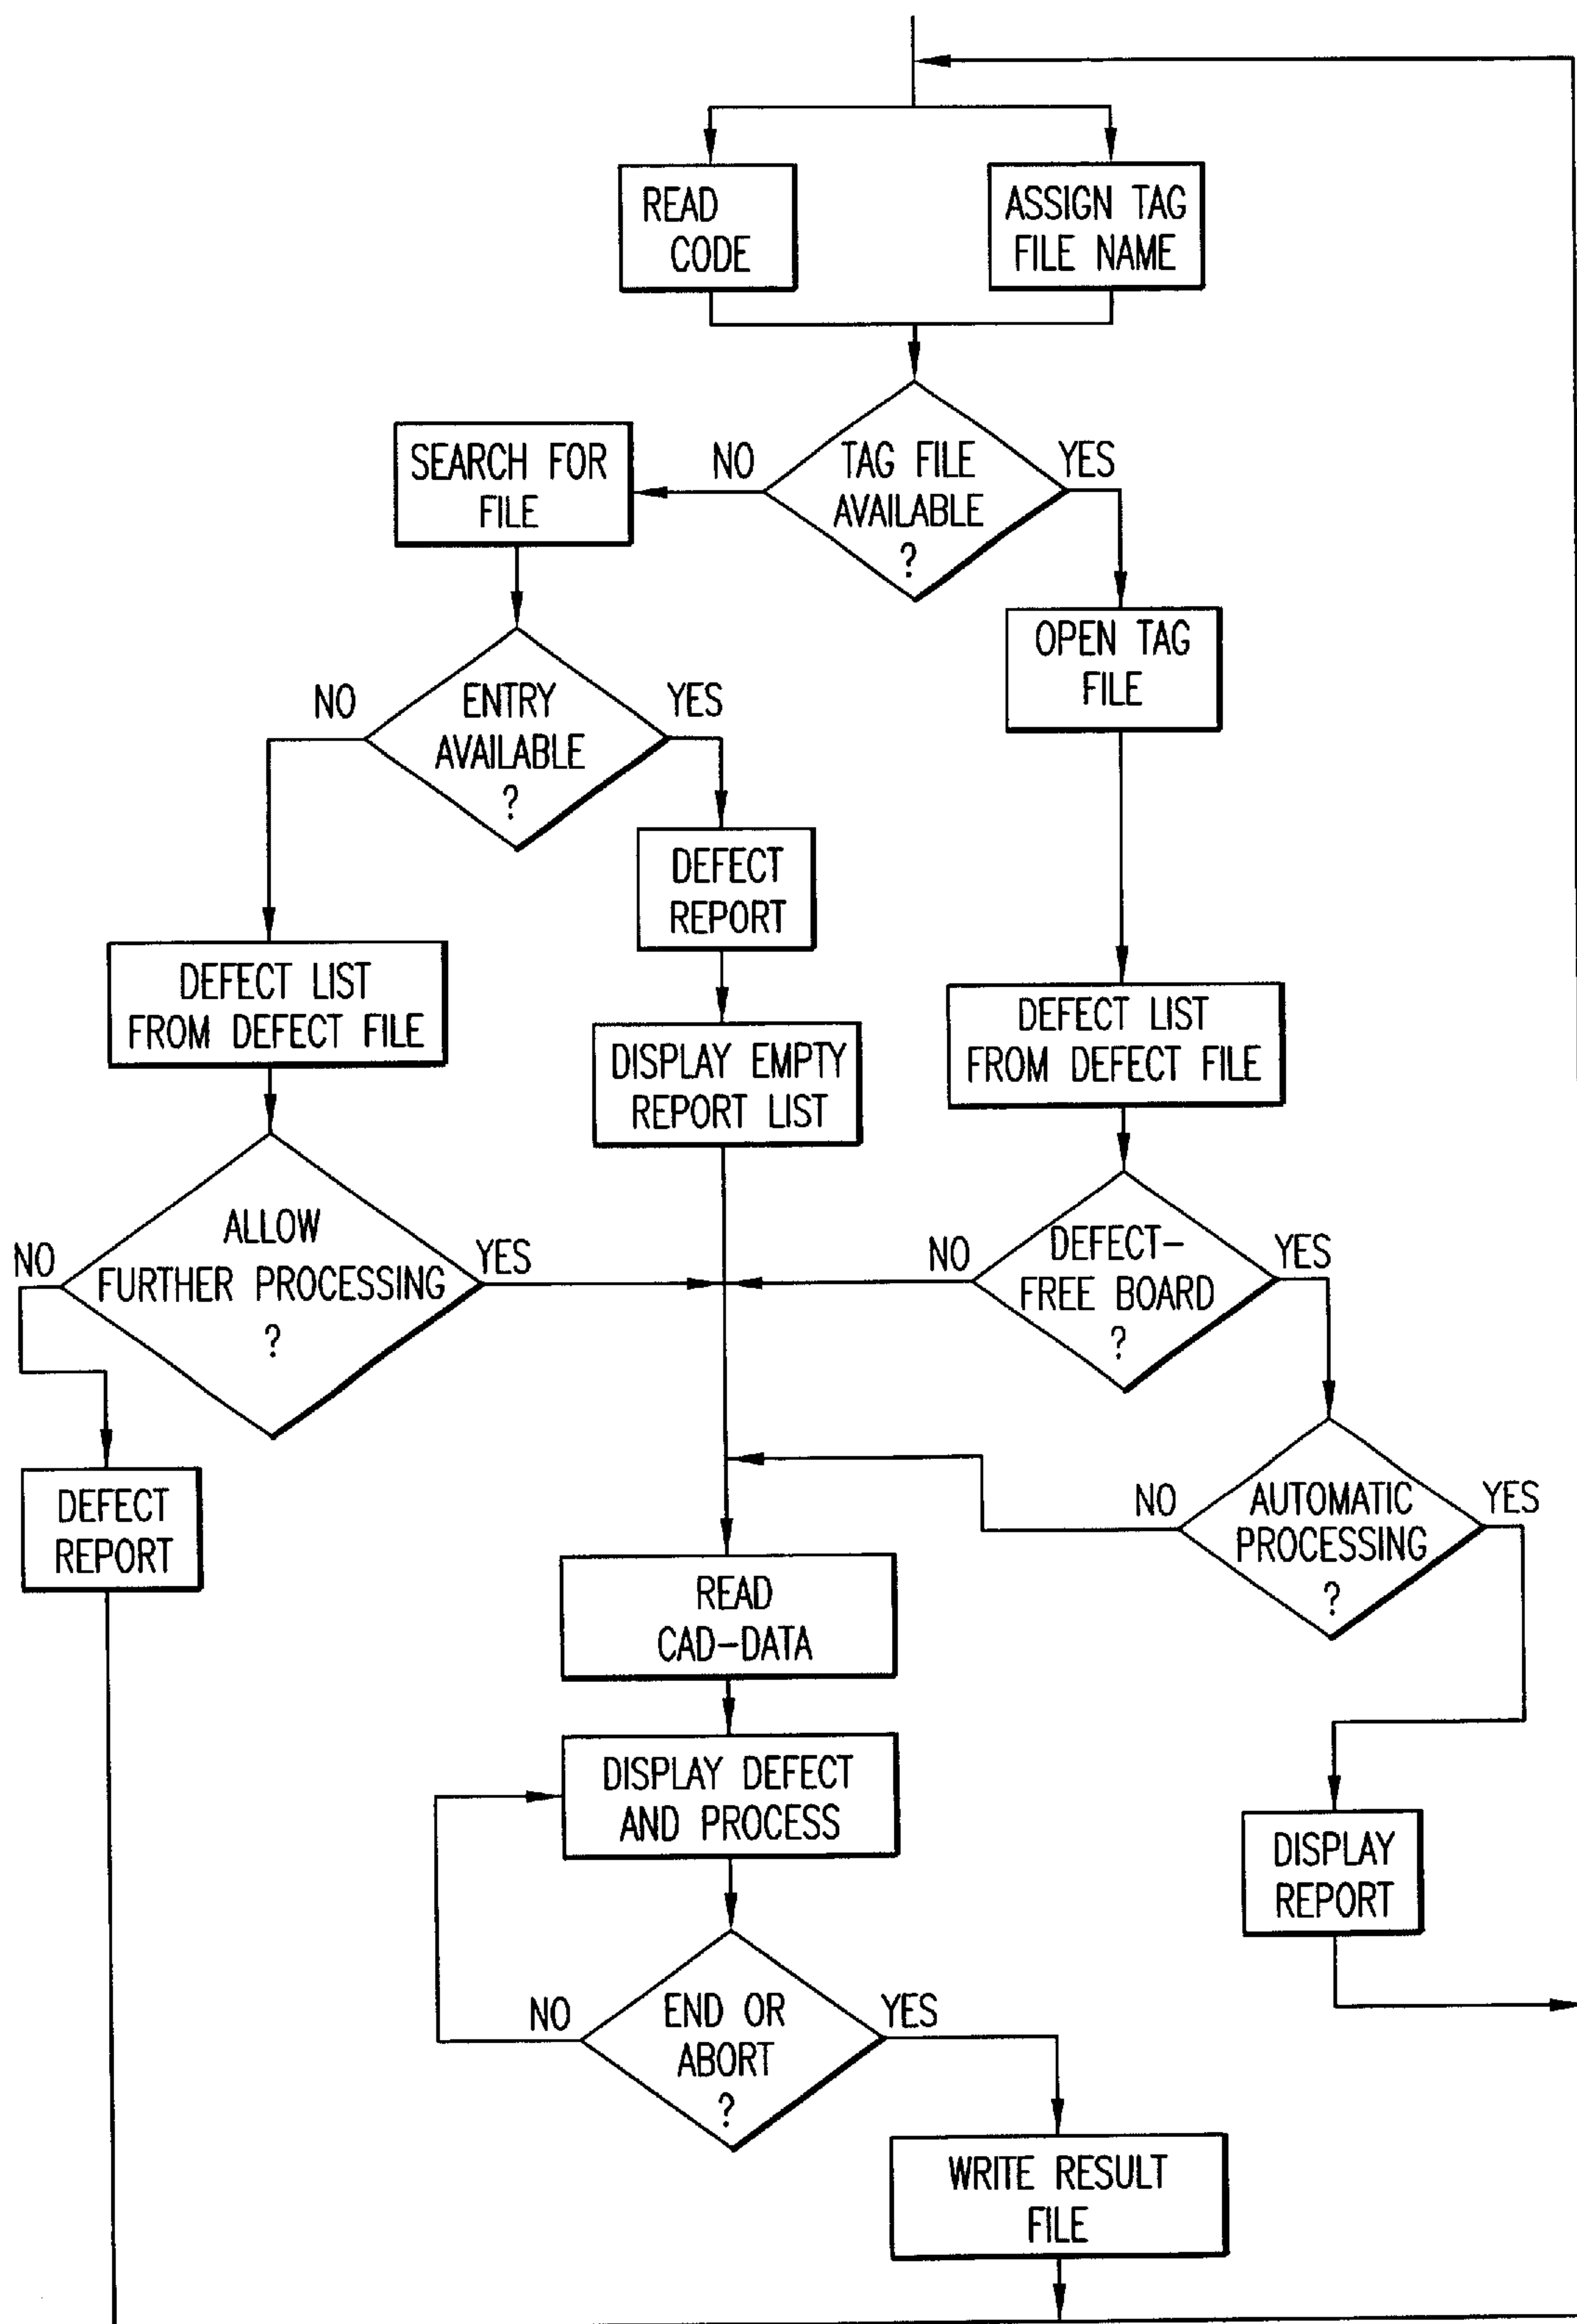 READ
CODE
ASSIGN TAG
FILE NAME
SEARCH FOR
FILE
NO
TAG FILE
AVAILABLE
?
YES
OPEN TAG
FILE
NO
ENTRY
AVAILABLE
?
YES
DEFECT
REPORT
DEFECT LIST
FROM DEFECT FILE
DISPLAY EMPTY
REPORT LIST
DEFECT LIST
FROM DEFECT FILE
NO
ALLOW
FURTHER PROCESSING
?
YES
NO
DEFECT-
FREE BOARD
?
YES
DEFECT
REPORT
NO
AUTOMATIC
PROCESSING
?
YES
READ
CAD-DATA
DISPLAY DEFECT
AND PROCESS
DISPLAY
REPORT
NO
END OR
ABORT
?
YES
WRITE RESULT
FILE